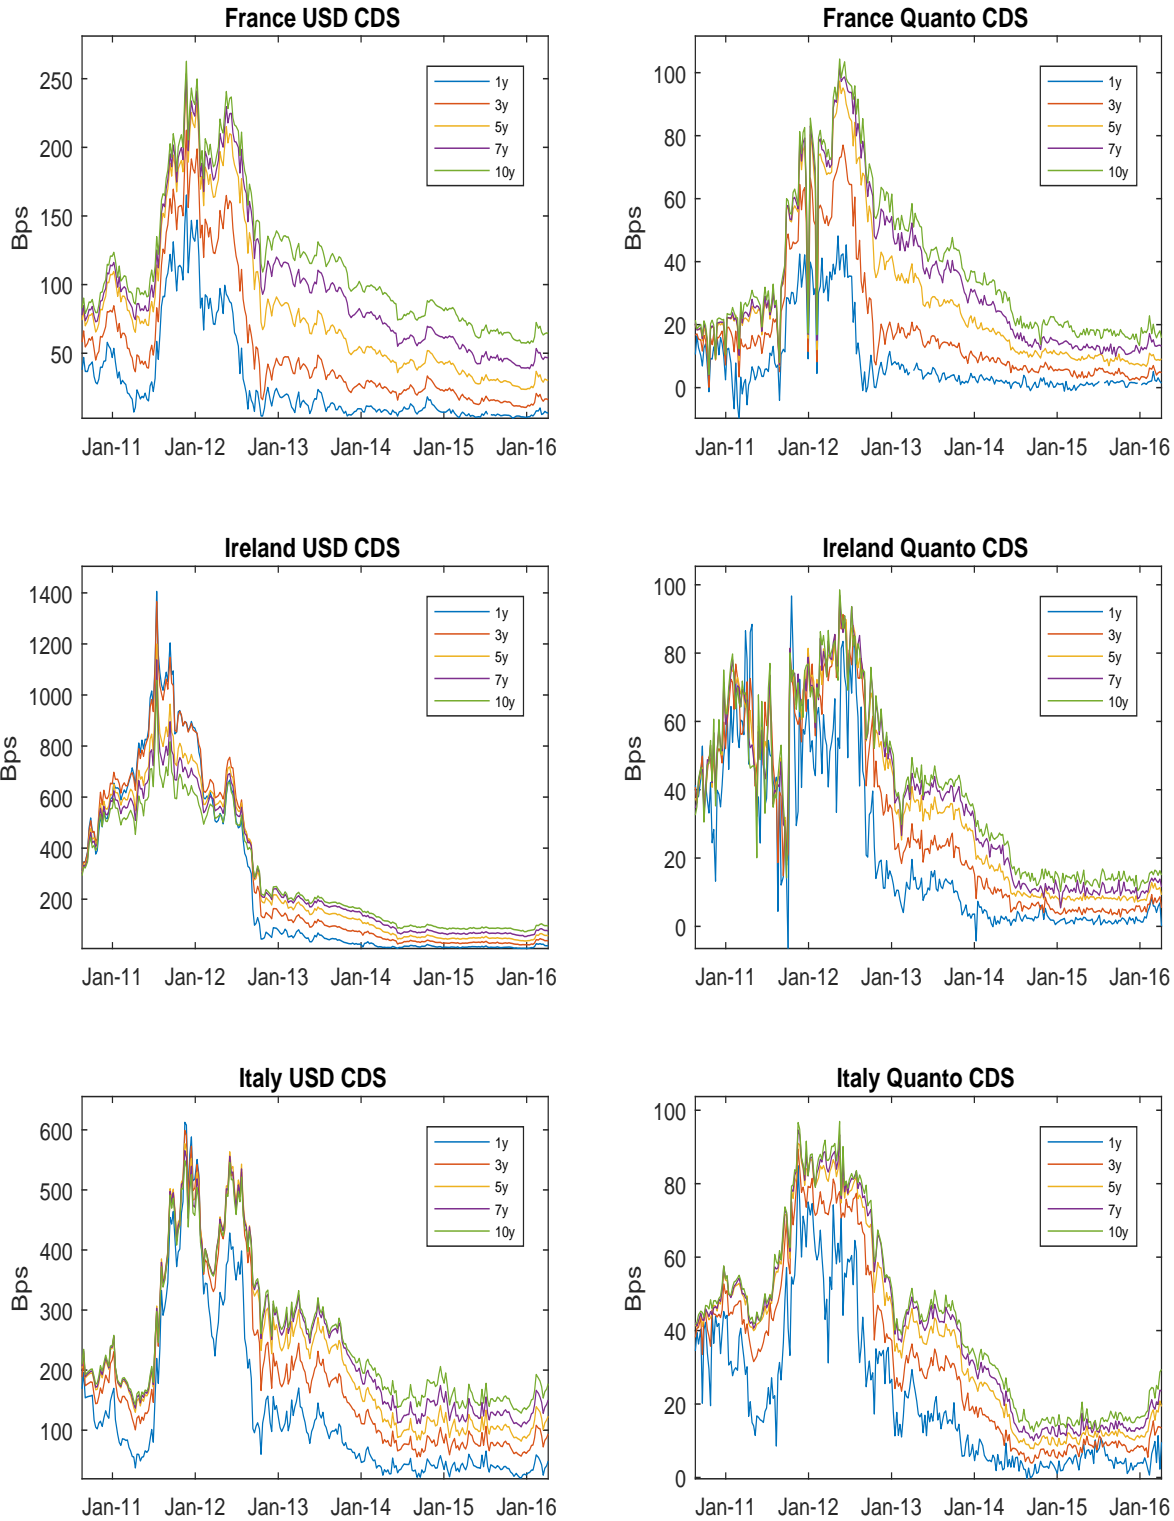 France USD CDS
250
200
150
100
50
Bps
1y
3y
5y
7y
10y
Jan-11 Jan-12 Jan-13 Jan-14 Jan-15 Jan-16
France Quanto CDS
100
80
60
40
20
0
Bps
1y
3y
5y
7y
10y
Jan-11 Jan-12 Jan-13 Jan-14 Jan-15 Jan-16
Ireland USD CDS
1400
1200
1000
800
600
400
200
Bps
1y
3y
5y
7y
10y
Jan-11 Jan-12 Jan-13 Jan-14 Jan-15 Jan-16
Ireland Quanto CDS
100
80
60
40
20
0
Bps
1y
3y
5y
7y
10y
Jan-11 Jan-12 Jan-13 Jan-14 Jan-15 Jan-16
Italy USD CDS
600
500
400
300
200
100
Bps
1y
3y
5y
7y
10y
Jan-11 Jan-12 Jan-13 Jan-14 Jan-15 Jan-16
Italy Quanto CDS
100
80
60
40
20
0
Bps
1y
3y
5y
7y
10y
Jan-11 Jan-12 Jan-13 Jan-14 Jan-15 Jan-16